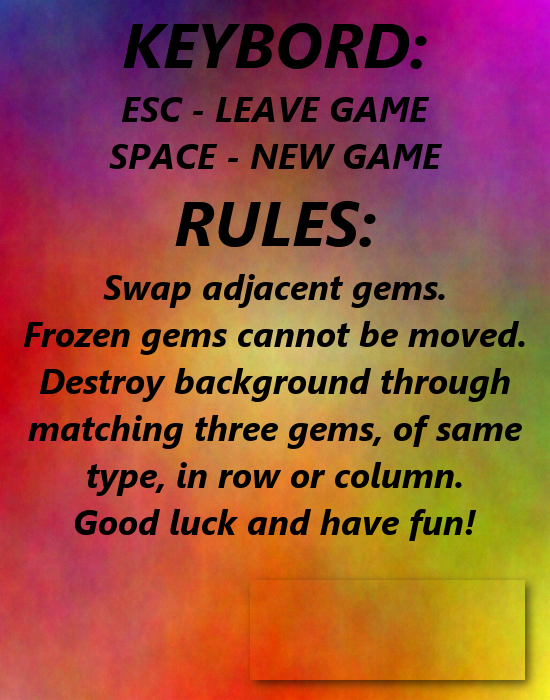 KEYBORD:
ESC - LEAVE GAME
SPACE - NEW GAME
RULES:
Swap adjacent gems.
Frozen gems cannot be moved.
Destroy background through
matching three gems, of same
type, in row or column.
Good luck and have fun!